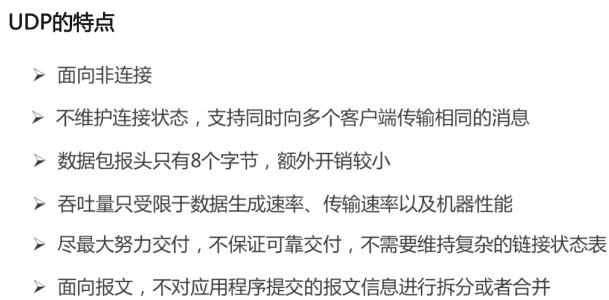 UDP的特点
面向非连接
不维护连接状态，支持同时向多个客户端传输相同的消息
数据包报头只有8个字节，额外开销较小
吞吐量只受限于数据生成速率、传输速率以及机器性能
尽最大努力交付，不保证可靠交付，不需要维持复杂的链接状态表
面向报文，不对应用程序提交的报文信息进行拆分或者合并